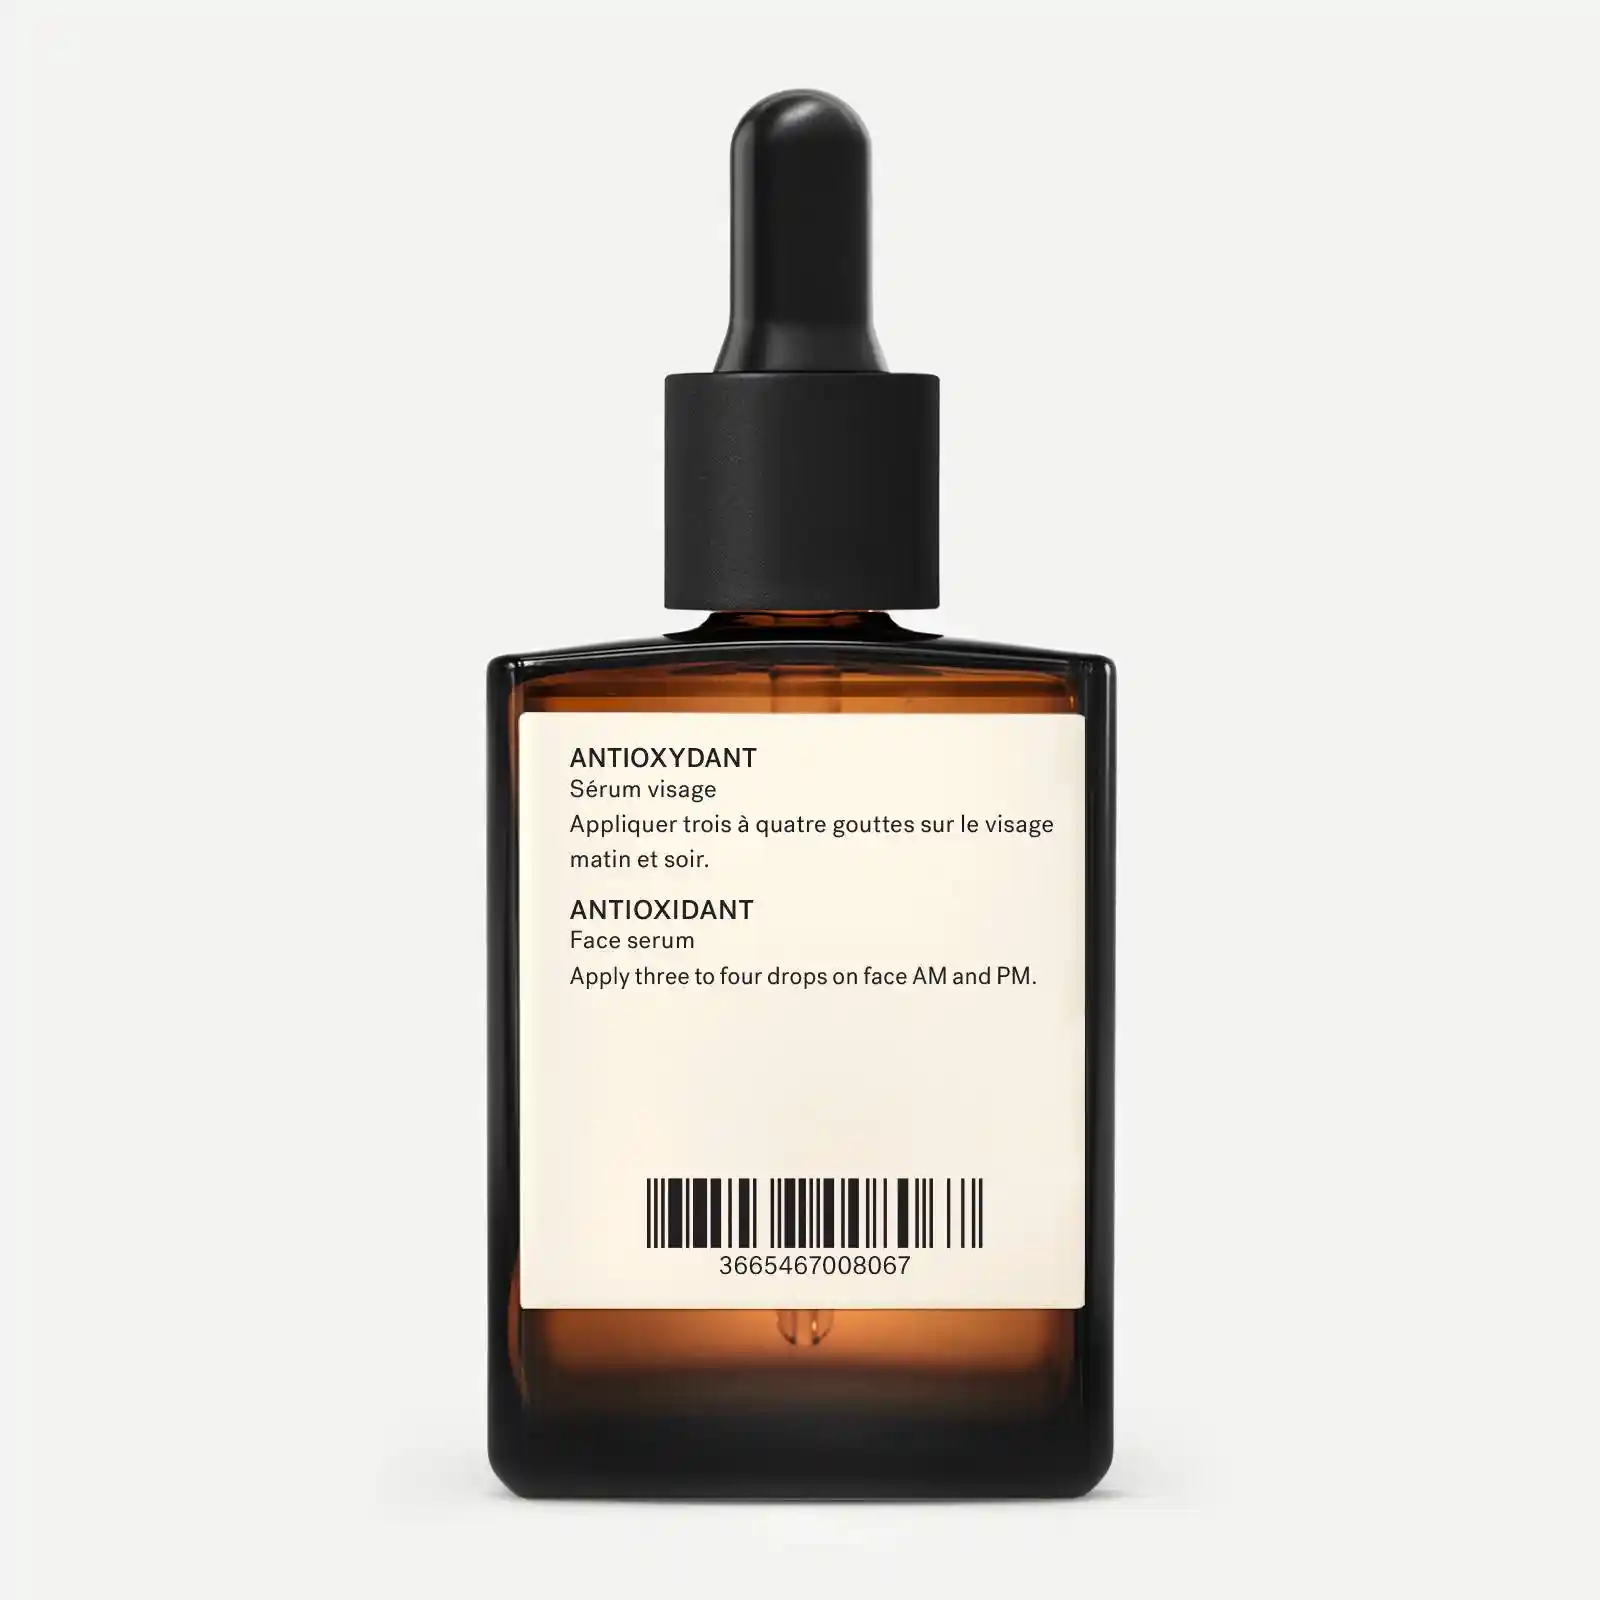 ANTIOXYDANT
Sérum visage
Appliquer trois à quatre gouttes sur le visage
matin et soir.
ANTIOXIDANT
Face serum
Apply three to four drops on face AM and PM.
3665467008067